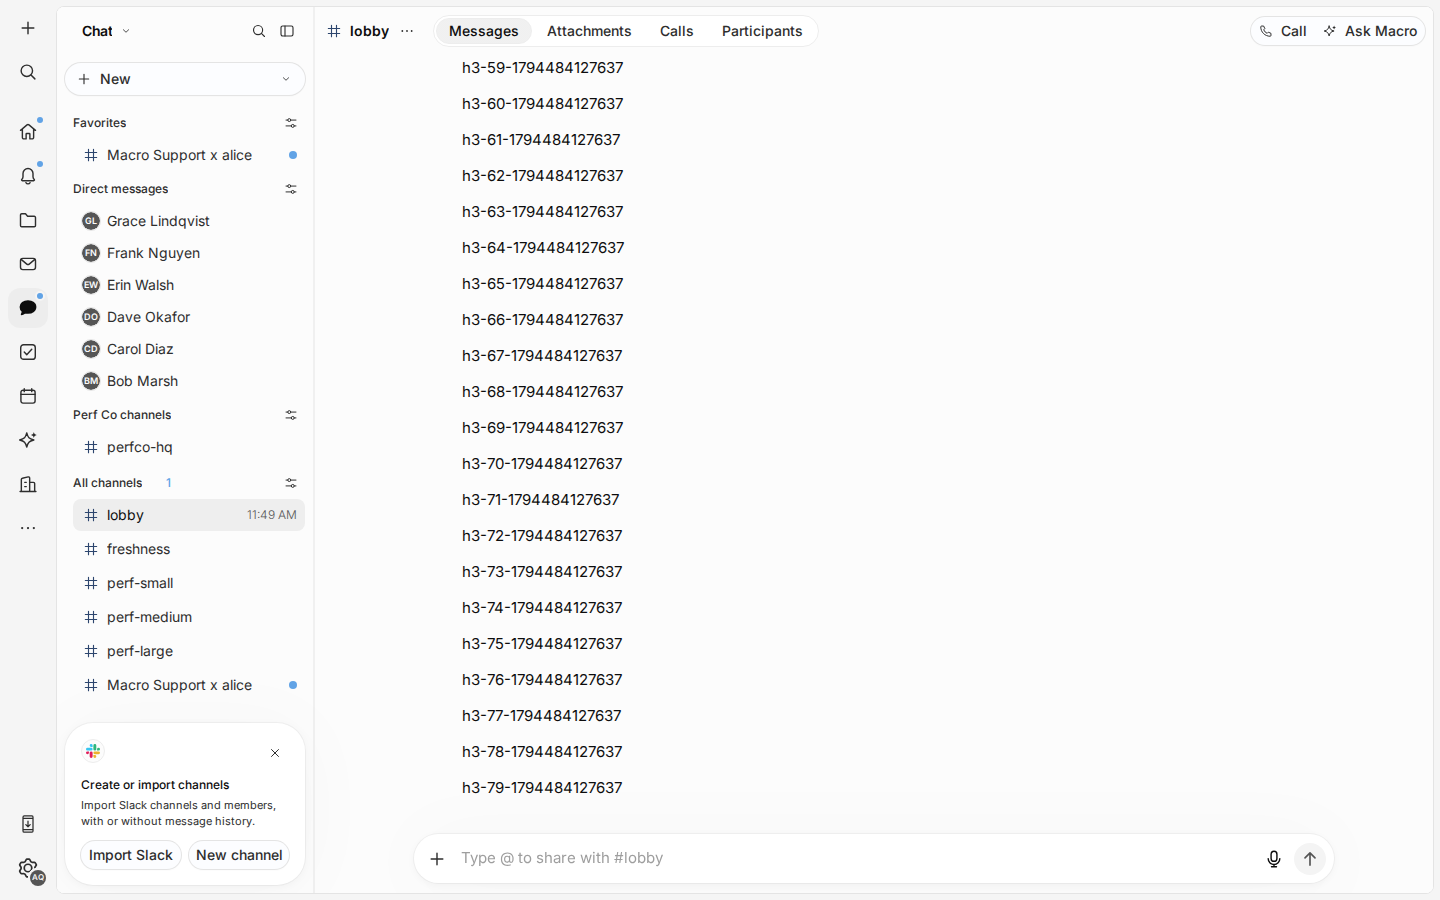 Chat
New
Favorites
Macro Support x alice
Direct messages
GL Grace Lindqvist
FN Frank Nguyen
EW Erin Walsh
DO Dave Okafor
CD Carol Diaz
BM Bob Marsh
Perf Co channels
perfco-hq
All channels 1
lobby 11:49 AM
freshness
perf-small
perf-medium
perf-large
Macro Support x alice
Create or import channels
Import Slack channels and members,
with or without message history.
Import Slack New channel
AQ
lobby Messages Attachments Calls Participants Call Ask Macro
h3-59-1794484127637
h3-60-1794484127637
h3-61-1794484127637
h3-62-1794484127637
h3-63-1794484127637
h3-64-1794484127637
h3-65-1794484127637
h3-66-1794484127637
h3-67-1794484127637
h3-68-1794484127637
h3-69-1794484127637
h3-70-1794484127637
h3-71-1794484127637
h3-72-1794484127637
h3-73-1794484127637
h3-74-1794484127637
h3-75-1794484127637
h3-76-1794484127637
h3-77-1794484127637
h3-78-1794484127637
h3-79-1794484127637
Type @ to share with #lobby